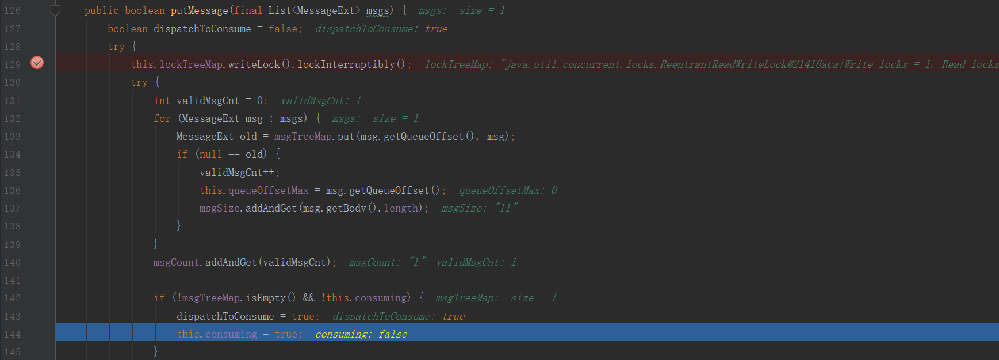 126 public boolean putMessage(final List<MessageExt> msgs) { msgs: size = 1
127 boolean dispatchToConsume = false; dispatchToConsume: true
128 try {
129 this.lockTreeMap.writeLock().lockInterruptibly(); lockTreeMap: "java.util.concurrent.locks.ReentrantReadWriteLock@21416aca[Write locks = 1, Read locks
130 try {
131 int validMsgCnt = 0; validMsgCnt: 1
132 for (MessageExt msg : msgs) { msgs: size = 1
133 MessageExt old = msgTreeMap.put(msg.getQueueOffset(), msg);
134 if (null == old) {
135 validMsgCnt++;
136 this.queueOffsetMax = msg.getQueueOffset(); queueOffsetMax: 0
137 msgSize.addAndGet(msg.getBody().length); msgSize: "11"
138 }
139 }
140 msgCount.addAndGet(validMsgCnt); msgCount: "1" validMsgCnt: 1
141
142 if (!msgTreeMap.isEmpty() && !this.consuming) { msgTreeMap: size = 1
143 dispatchToConsume = true; dispatchToConsume: true
144 this.consuming = true; consuming: false
145 }